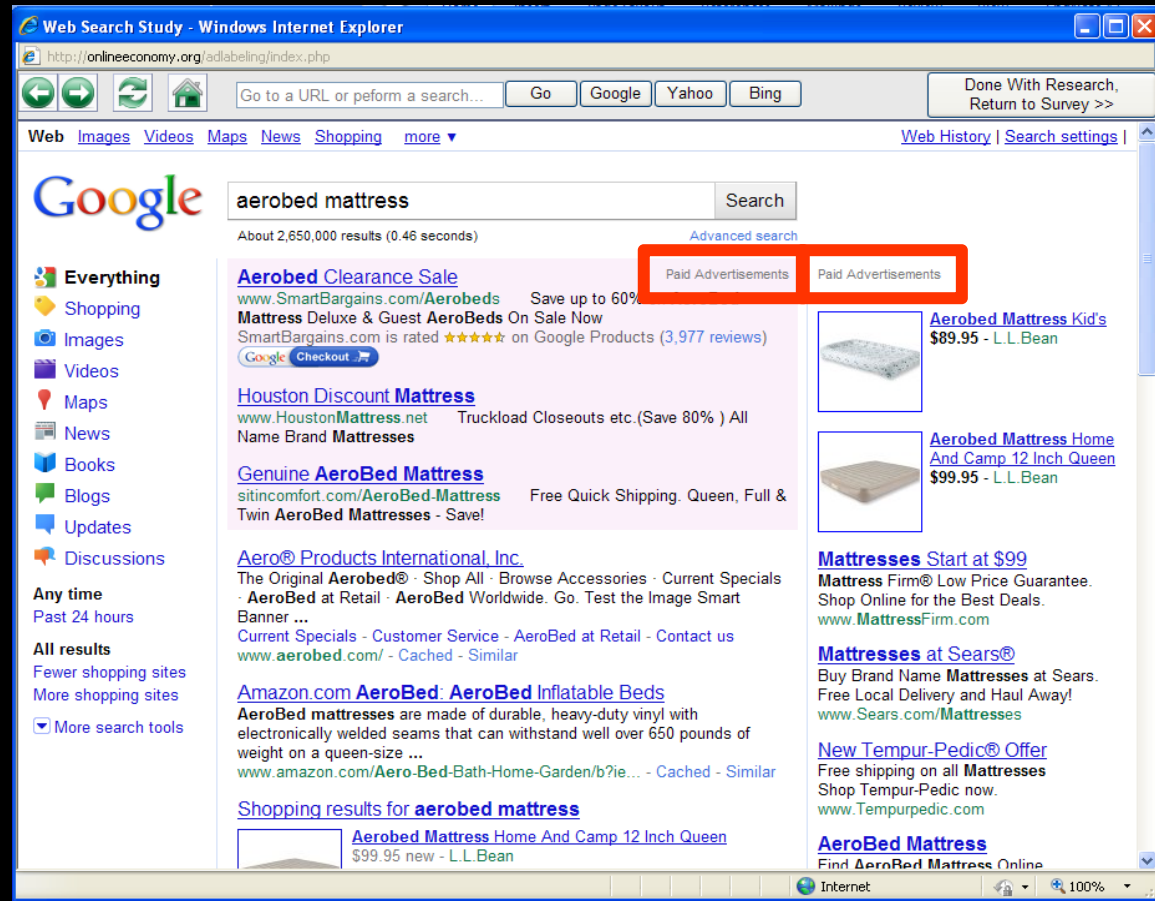 Web Search Study - Windows Internet Explorer
http://onlineeconomy.org/adlabeling/index.php
Go to a URL or peform a search...
Go
Google
Yahoo
Bing
Done With Research,
Return to Survey >>
Web Images Videos Maps News Shopping more ▼
Web History | Search settings |
Google
aerobed mattress
Search
About 2,650,000 results (0.46 seconds)
Advanced search
Everything
Shopping
Images
Videos
Maps
News
Books
Blogs
Updates
Discussions
Any time
Past 24 hours
All results
Fewer shopping sites
More shopping sites
More search tools
Paid Advertisements
Aerobed Clearance Sale
www.SmartBargains.com/Aerobeds Save up to 60%
Mattress Deluxe & Guest AeroBeds On Sale Now
SmartBargains.com is rated ★★★★★ on Google Products (3,977 reviews)
Google Checkout
Houston Discount Mattress
www.HoustonMattress.net Truckload Closeouts etc.(Save 80% ) All
Name Brand Mattresses
Genuine AeroBed Mattress
sitincomfort.com/AeroBed-Mattress Free Quick Shipping. Queen, Full &
Twin AeroBed Mattresses - Save!
Aero® Products International, Inc.
The Original Aerobed® · Shop All · Browse Accessories · Current Specials
· AeroBed at Retail · AeroBed Worldwide. Go. Test the Image Smart
Banner ...
Current Specials - Customer Service - AeroBed at Retail - Contact us
www.aerobed.com/ - Cached - Similar
Amazon.com AeroBed: AeroBed Inflatable Beds
AeroBed mattresses are made of durable, heavy-duty vinyl with
electronically welded seams that can withstand well over 650 pounds of
weight on a queen-size ...
www.amazon.com/Aero-Bed-Bath-Home-Garden/b?ie... - Cached - Similar
Shopping results for aerobed mattress
Aerobed Mattress Home And Camp 12 Inch Queen
$99.95 new - L.L.Bean
Paid Advertisements
Aerobed Mattress Kid's
$89.95 - L.L.Bean
Aerobed Mattress Home
And Camp 12 Inch Queen
$99.95 - L.L.Bean
Mattresses Start at $99
Mattress Firm® Low Price Guarantee.
Shop Online for the Best Deals.
www.MattressFirm.com
Mattresses at Sears®
Buy Brand Name Mattresses at Sears.
Free Local Delivery and Haul Away!
www.Sears.com/Mattresses
New Tempur-Pedic® Offer
Free shipping on all Mattresses
Shop Tempur-Pedic now.
www.Tempurpedic.com
AeroBed Mattress
Find AeroBed Mattress Online
Internet
100%